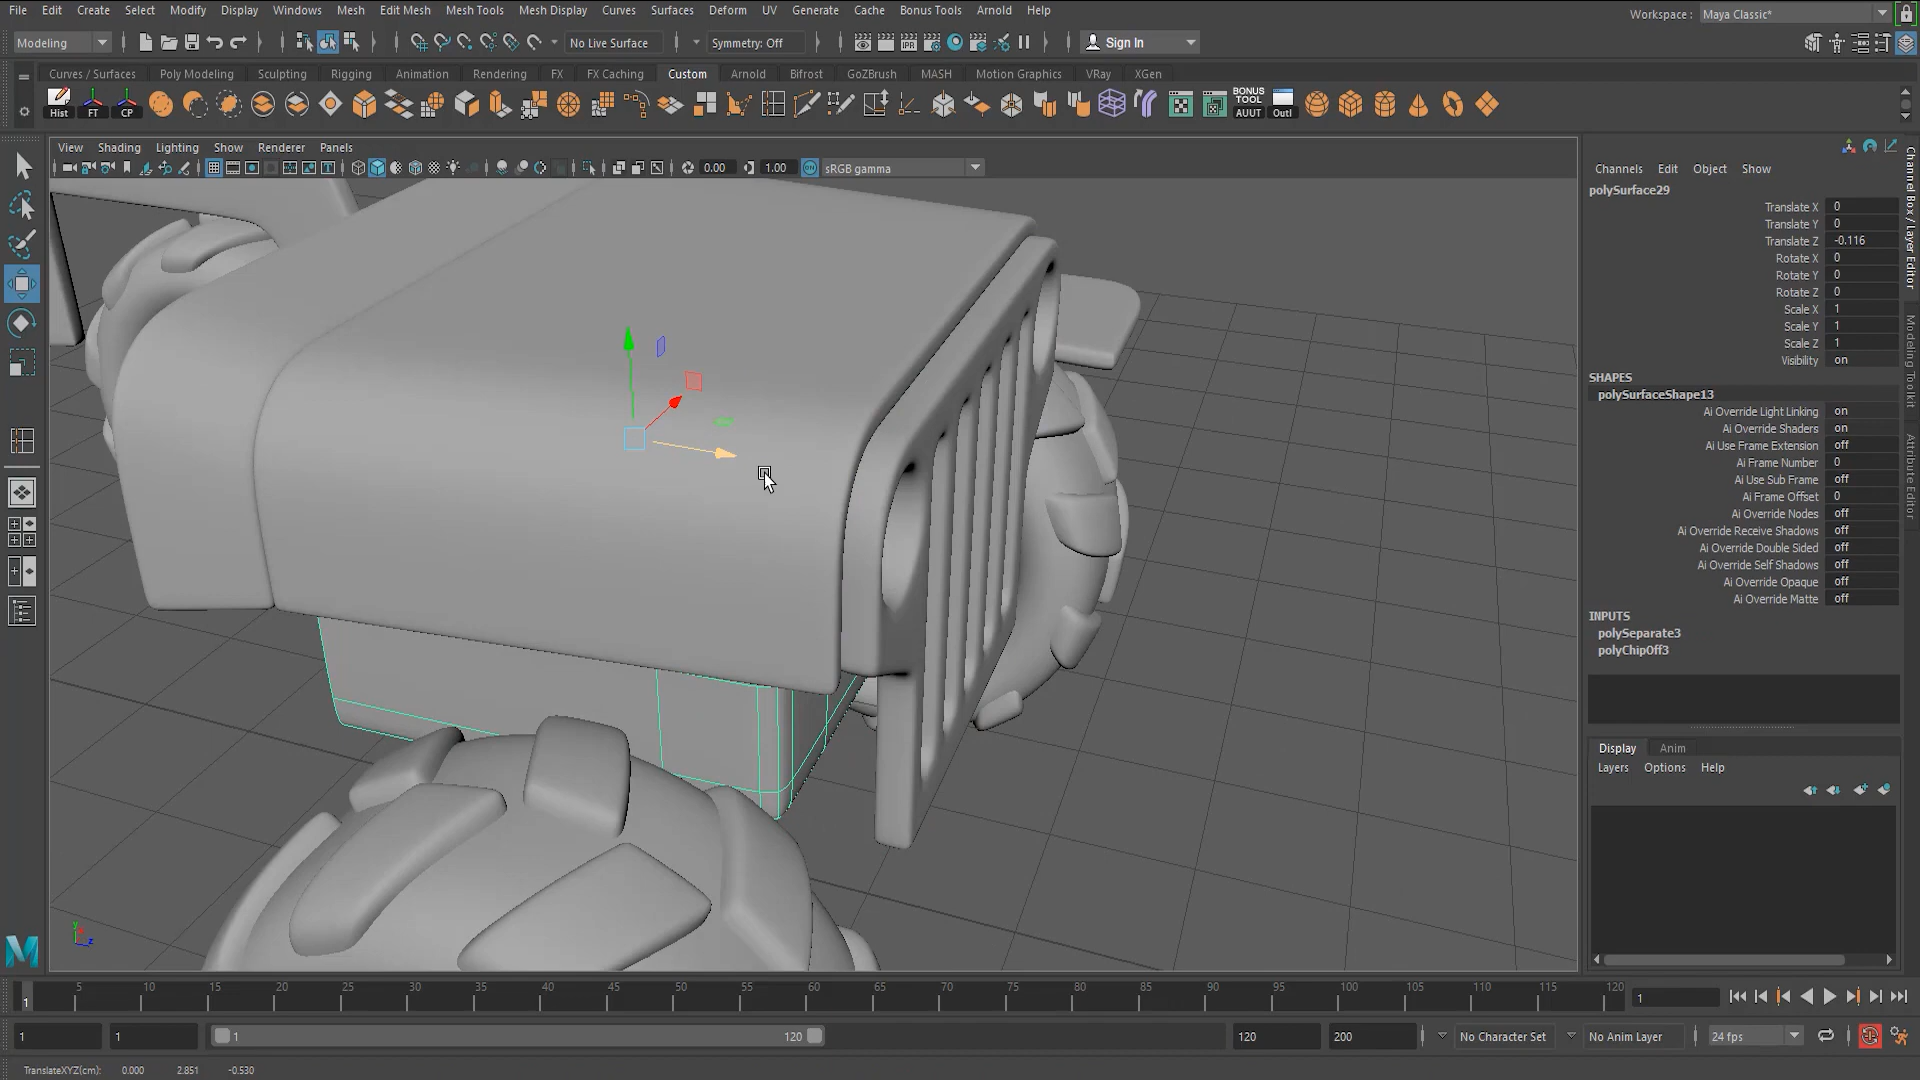 File Edit Create Select Modify Display Windows Mesh Edit Mesh Mesh Tools Mesh Display Curves Surfaces Deform UV Generate Cache Bonus Tools Arnold Help
Workspace : Maya Classic*
Modeling No Live Surface Symmetry: Off IPR Sign In
Curves / Surfaces Poly Modeling Sculpting Rigging Animation Rendering FX FX Caching Custom Arnold Bifrost GoZBrush MASH Motion Graphics VRay XGen
BONUS
TOOL
Hist FT CP AUUT Outl
View Shading Lighting Show Renderer Panels
0.00 1.00 sRGB gamma
Channels Edit Object Show
polySurface29
Translate X 0
Translate Y 0
Translate Z -0.116
Rotate X 0
Rotate Y 0
Rotate Z 0
Scale X 1
Scale Y 1
Scale Z 1
Visibility on
SHAPES
polySurfaceShape13
Ai Override Light Linking on
Ai Override Shaders on
Ai Use Frame Extension off
Ai Frame Number 0
Ai Use Sub Frame off
Ai Frame Offset 0
Ai Override Nodes off
Ai Override Receive Shadows off
Ai Override Double Sided off
Ai Override Self Shadows off
Ai Override Opaque off
Ai Override Matte off
INPUTS
polySeparate3
polyChipOff3
Display Anim
Layers Options Help
Channel Box / Layer Editor
Modeling Toolkit
Attribute Editor
y
z
5 10 15 20 25 30 35 40 45 50 55 60 65 70 75 80 85 90 95 100 105 110 115 120
1 1
1 1 1 120 120 200 No Character Set No Anim Layer 24 fps
TranslateXYZ(cm): 0.000 2.851 -0.530